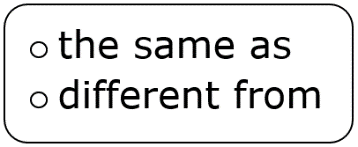 the same as
different from